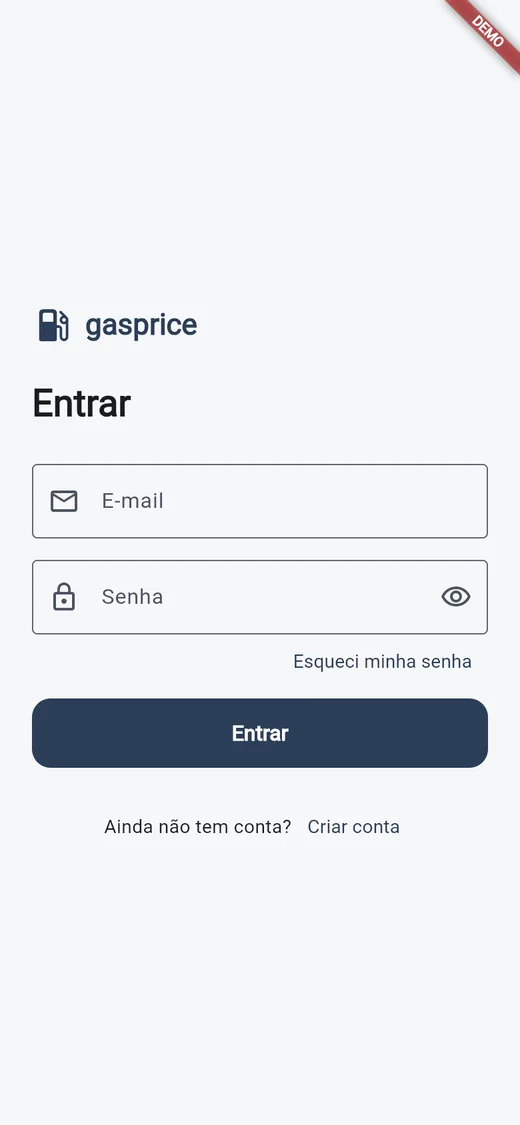 DEMO
gasprice
Entrar
E-mail
Senha
Esqueci minha senha
Entrar
Ainda não tem conta? Criar conta